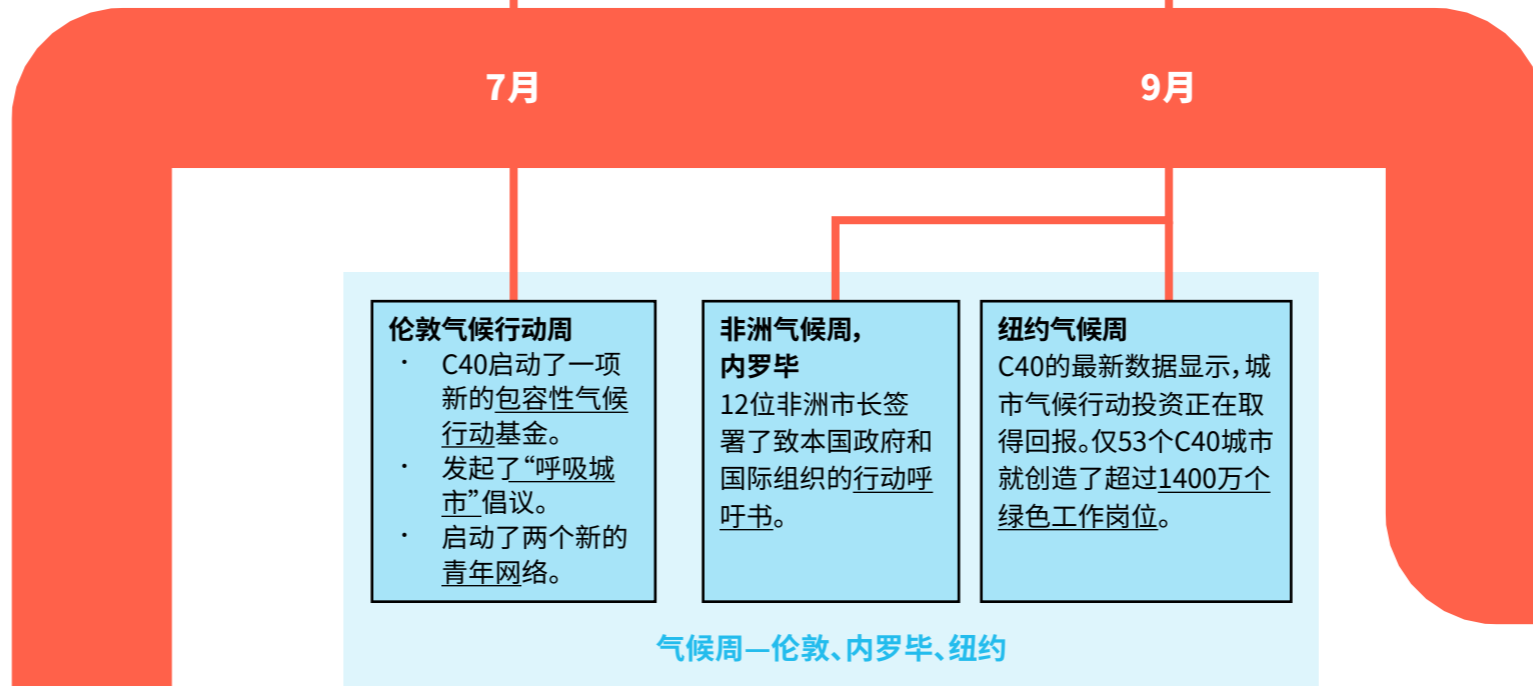 7月
9月
伦敦气候行动周
· C40启动了一项
新的包容性气候
行动基金。
· 发起了“呼吸城
市”倡议。
· 启动了两个新的
青年网络。
非洲气候周，
内罗毕
12位非洲市长签
署了致本国政府和
国际组织的行动呼
吁书。
纽约气候周
C40的最新数据显示，城
市气候行动投资正在取
得回报。仅53个C40城市
就创造了超过1400万个
绿色工作岗位。
气候周—伦敦、内罗毕、纽约